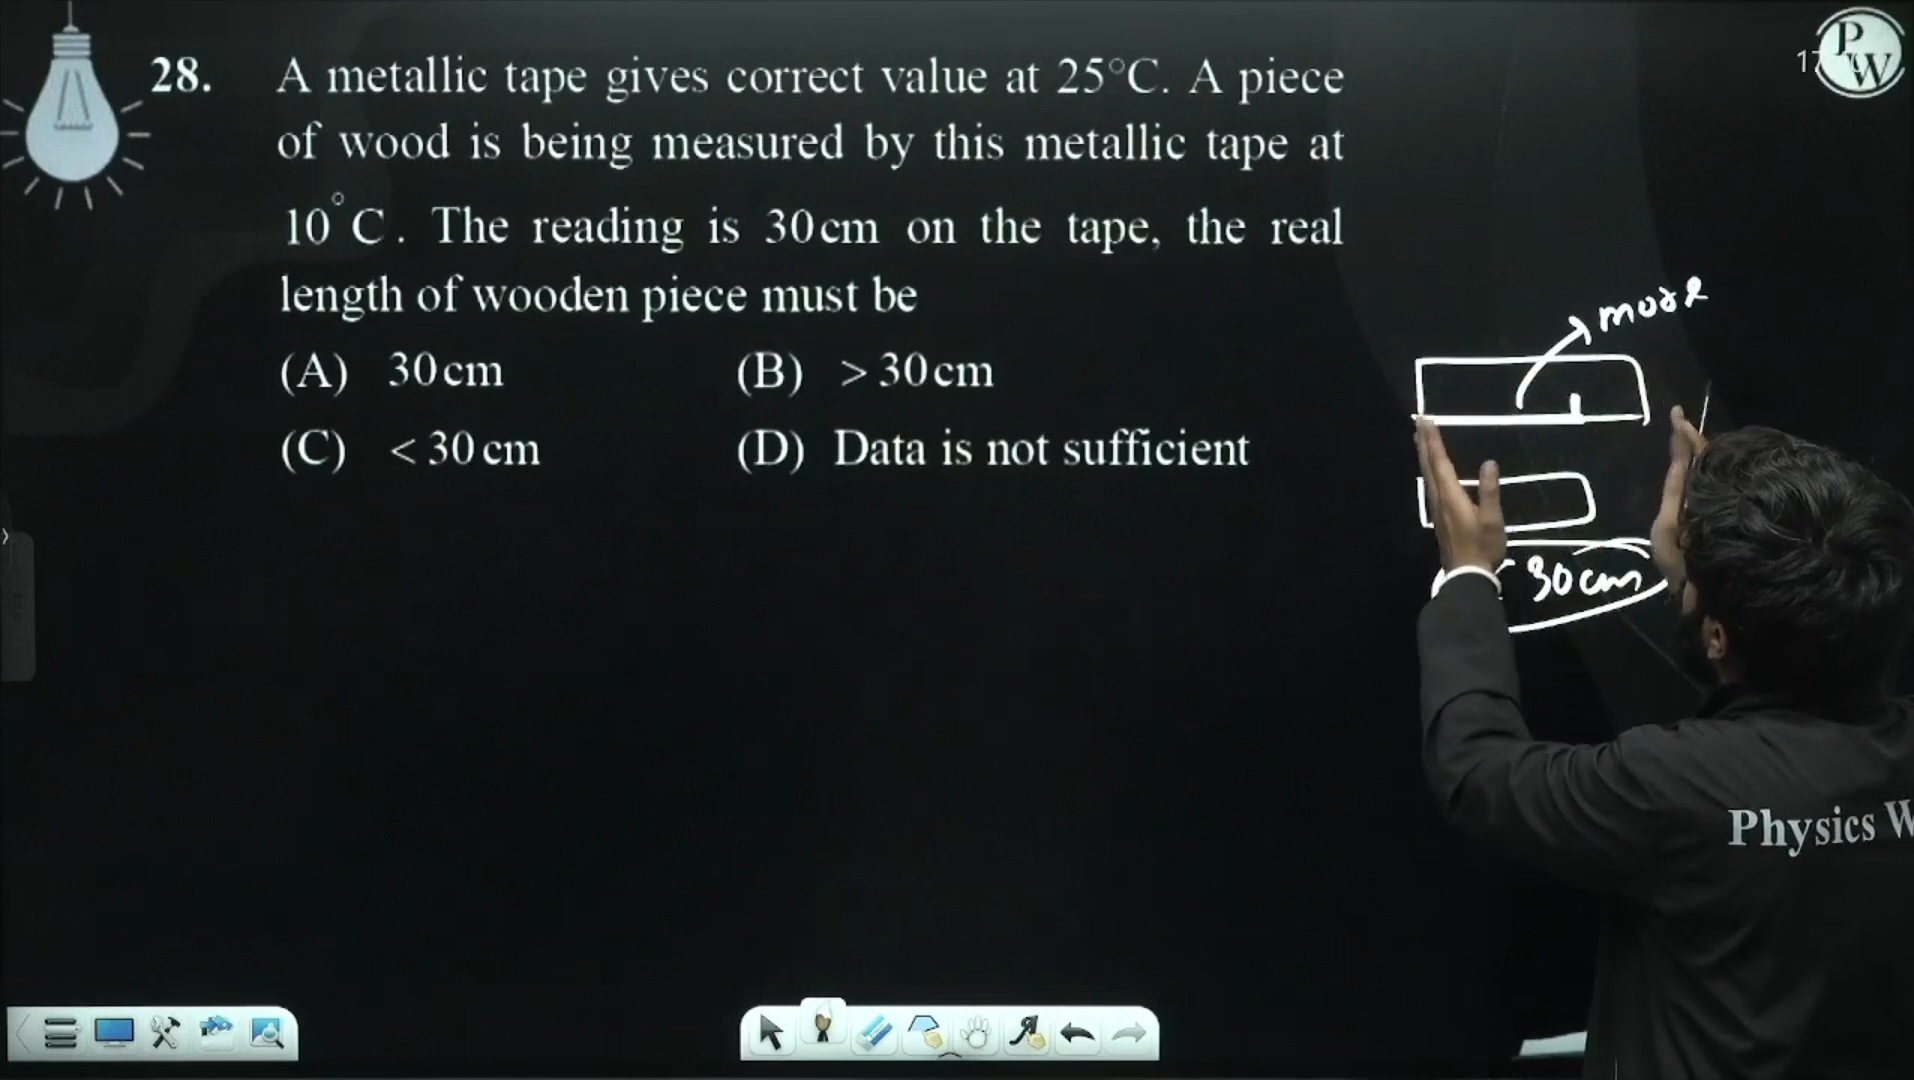 28. A metallic tape gives correct value at 25°C. A piece
of wood is being measured by this metallic tape at
10°C. The reading is 30cm on the tape, the real
length of wooden piece must be
(A) 30cm (B) > 30cm
(C) < 30cm (D) Data is not sufficient
more
30cm
PW
Physics W